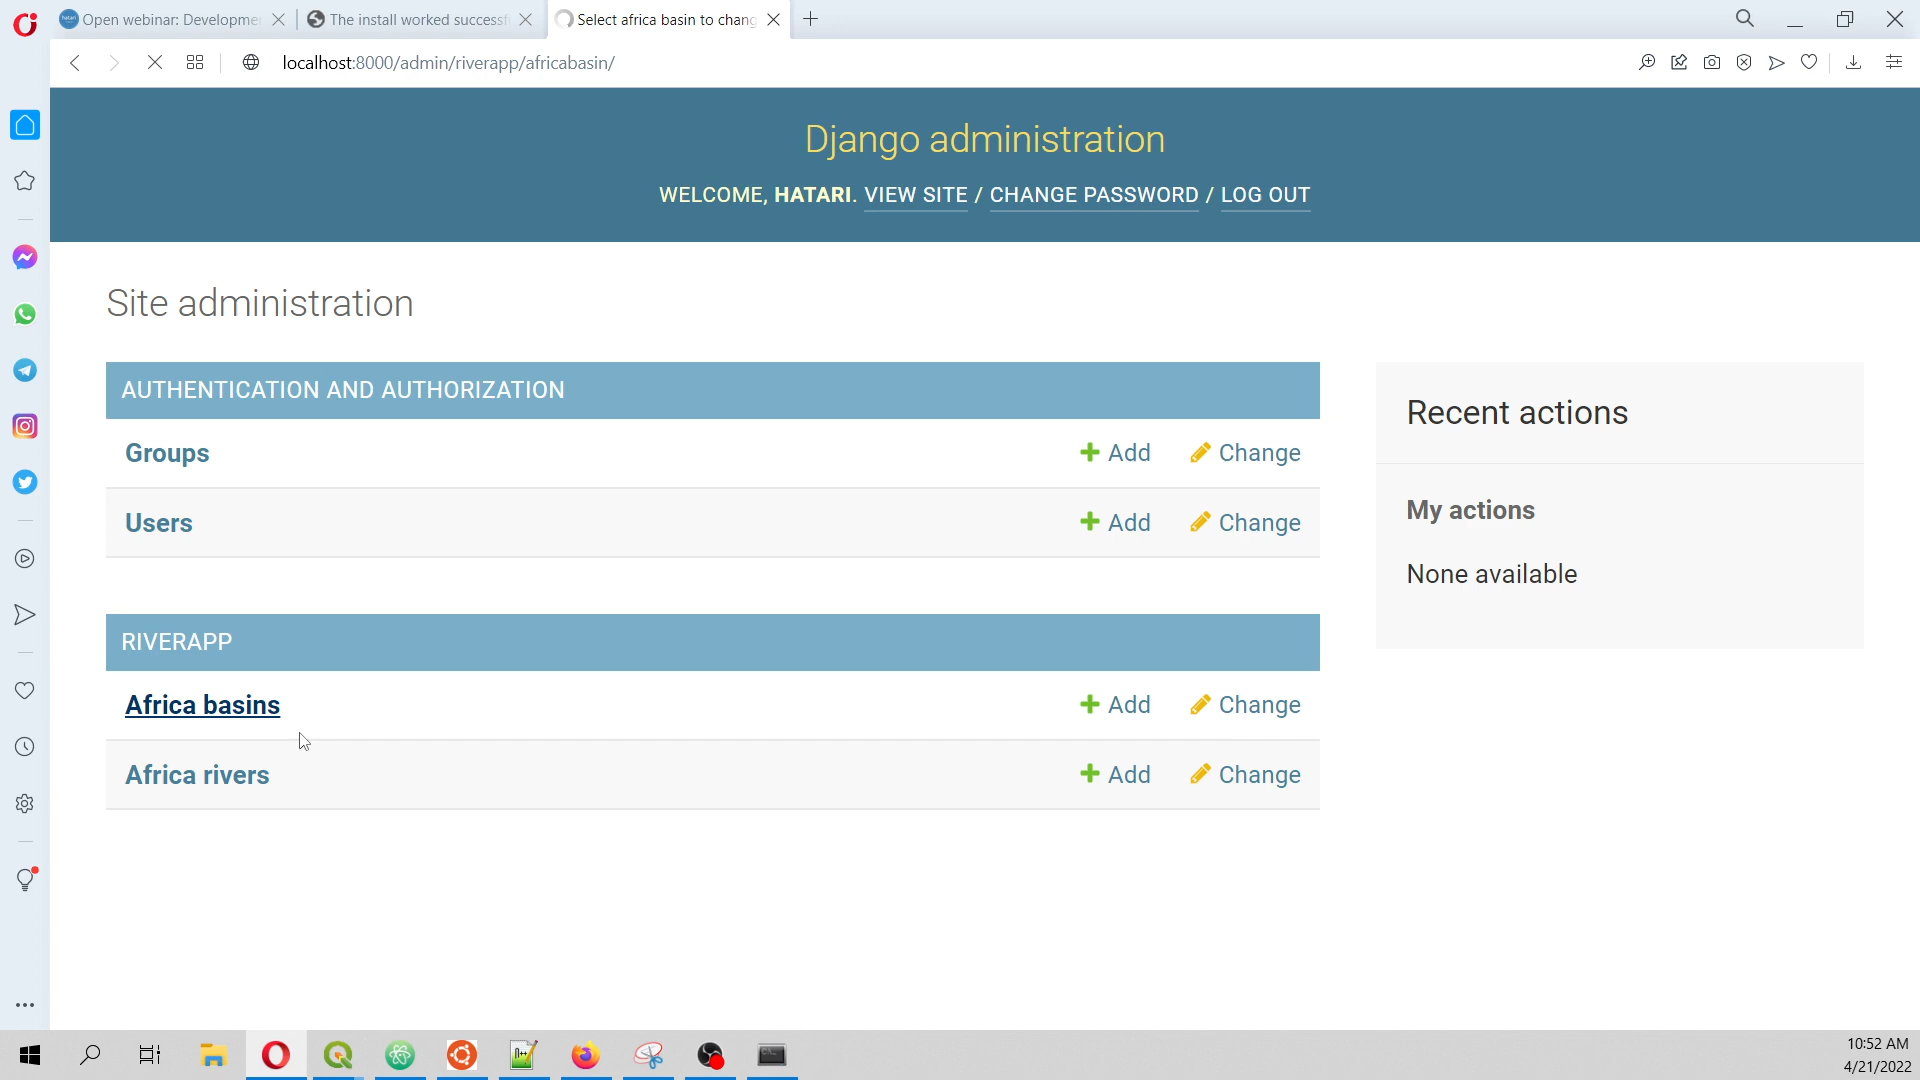 Open webinar: Developme
The install worked successf
Select africa basin to chang
localhost:8000/admin/riverapp/africabasin/
Django administration
WELCOME, HATARI. VIEW SITE / CHANGE PASSWORD / LOG OUT
Site administration
AUTHENTICATION AND AUTHORIZATION
Groups
Add
Change
Users
Add
Change
RIVERAPP
Africa basins
Add
Change
Africa rivers
Add
Change
Recent actions
My actions
None available
10:52 AM
4/21/2022